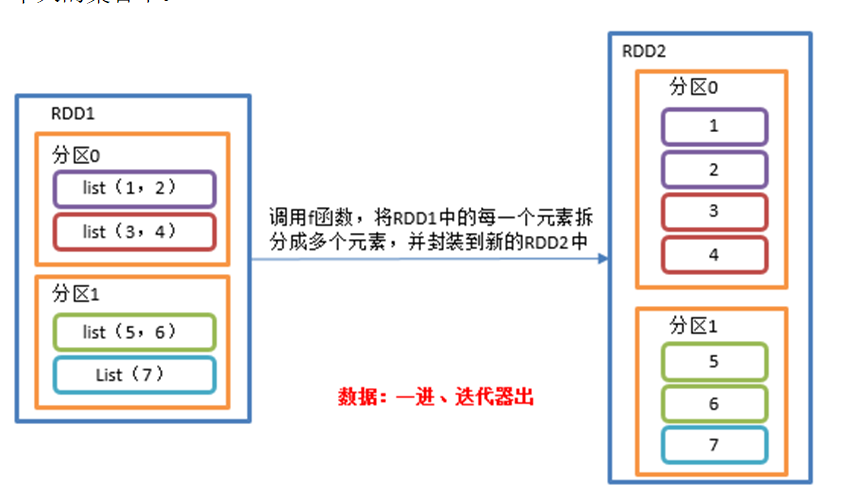 RDD1
分区0
list（1，2）
list（3，4）
分区1
list（5，6）
List（7）
调用f函数，将RDD1中的每一个元素拆
分成多个元素，并封装到新的RDD2中
数据：一进、迭代器出
RDD2
分区0
1
2
3
4
分区1
5
6
7